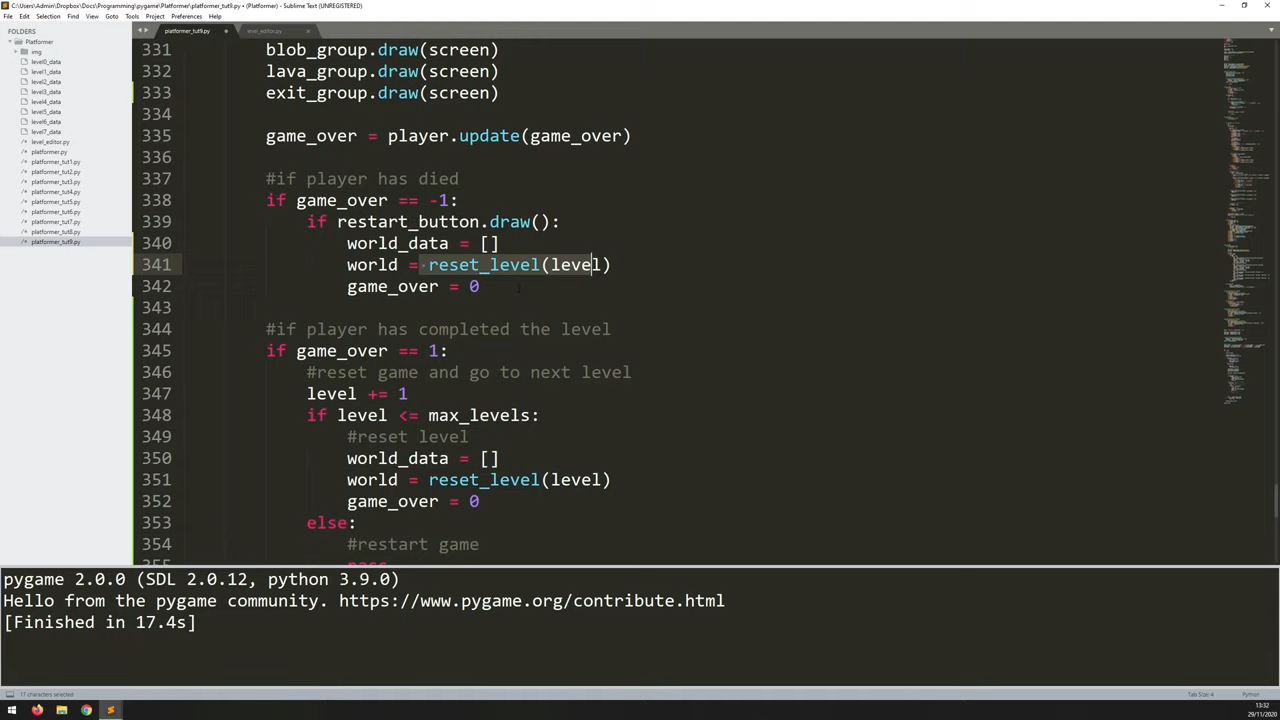 C:\Users\Admin\Dropbox\Docs\Programming\pygame\Platformer\platformer_tut9.py • (Platformer) - Sublime Text (UNREGISTERED)
File Edit Selection Find View Goto Tools Project Preferences Help
FOLDERS
Platformer
img
level0_data
level1_data
level2_data
level3_data
level4_data
level5_data
level6_data
level7_data
level_editor.py
platformer.py
platformer_tut1.py
platformer_tut2.py
platformer_tut3.py
platformer_tut4.py
platformer_tut5.py
platformer_tut6.py
platformer_tut7.py
platformer_tut8.py
platformer_tut9.py
platformer_tut9.py level_editor.py
331 blob_group.draw(screen)
332 lava_group.draw(screen)
333 exit_group.draw(screen)
334
335 game_over = player.update(game_over)
336
337 #if player has died
338 if game_over == -1:
339 if restart_button.draw():
340 world_data = []
341 world = reset_level(level)
342 game_over = 0
343
344 #if player has completed the level
345 if game_over == 1:
346 #reset game and go to next level
347 level += 1
348 if level <= max_levels:
349 #reset level
350 world_data = []
351 world = reset_level(level)
352 game_over = 0
353 else:
354 #restart game
355 pass
pygame 2.0.0 (SDL 2.0.12, python 3.9.0)
Hello from the pygame community. https://www.pygame.org/contribute.html
[Finished in 17.4s]
17 characters selected Tab Size: 4 Python
13:32
29/11/2020